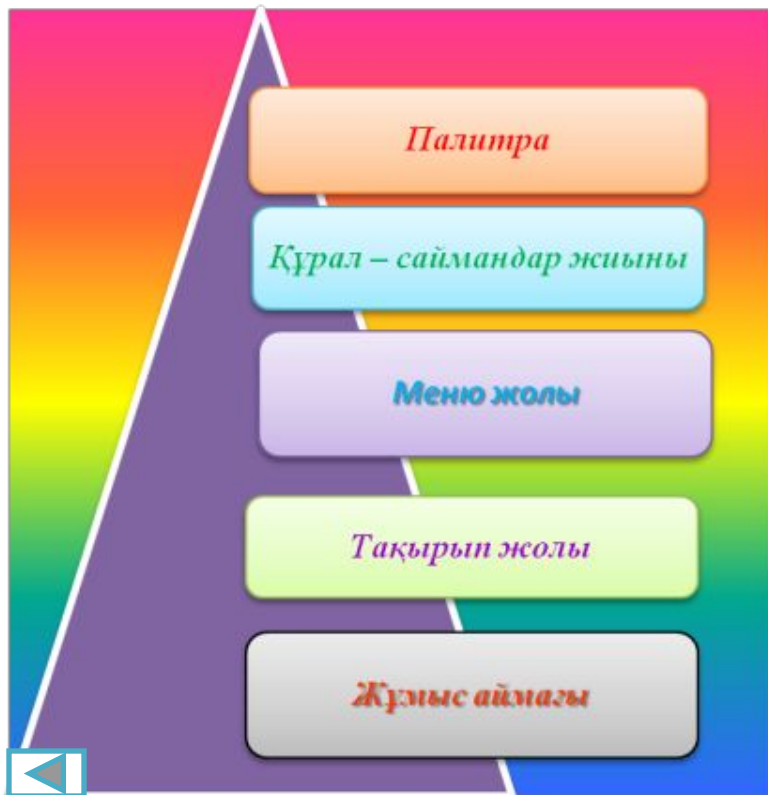 Палитра
Құрал – саймандар жиыны
Меню жолы
Тақырып жолы
Жұмыс аймағы